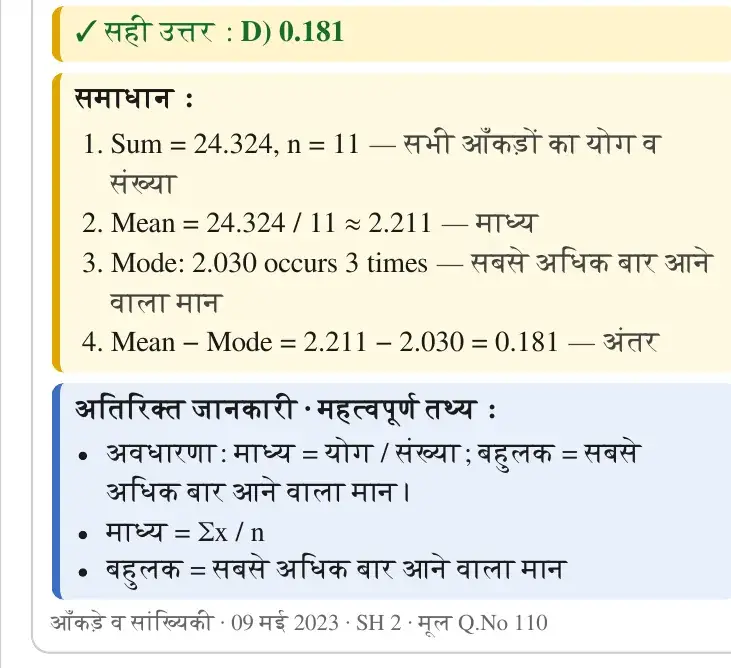 ✓ सही उत्तर : D) 0.181
समाधान :
1. Sum = 24.324, n = 11 — सभी आँकड़ों का योग व
संख्या
2. Mean = 24.324 / 11 ≈ 2.211 — माध्य
3. Mode: 2.030 occurs 3 times — सबसे अधिक बार आने
वाला मान
4. Mean − Mode = 2.211 − 2.030 = 0.181 — अंतर
अतिरिक्त जानकारी · महत्वपूर्ण तथ्य :
• अवधारणा : माध्य = योग / संख्या ; बहुलक = सबसे
अधिक बार आने वाला मान ।
• माध्य = Σx / n
• बहुलक = सबसे अधिक बार आने वाला मान
आँकड़े व सांख्यिकी · 09 मई 2023 · SH 2 · मूल Q.No 110